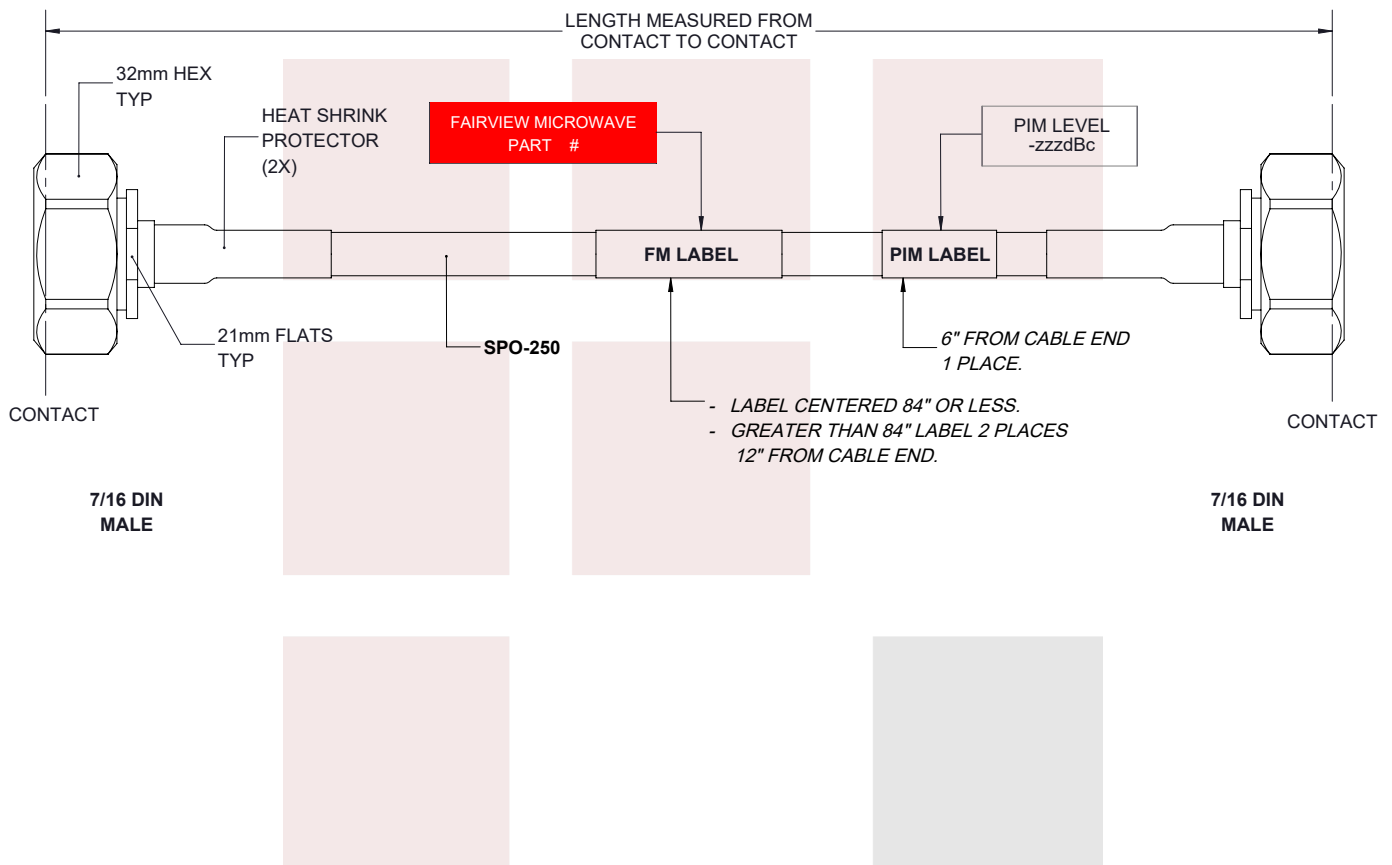 LENGTH MEASURED FROM
CONTACT TO CONTACT
32mm HEX
TYP
HEAT SHRINK
PROTECTOR
(2X)
FAIRVIEW MICROWAVE
PART #
PIM LEVEL
-zzzdBc
FM LABEL
PIM LABEL
21mm FLATS
TYP
SPO-250
6" FROM CABLE END
1 PLACE.
- LABEL CENTERED 84" OR LESS.
- GREATER THAN 84" LABEL 2 PLACES
12" FROM CABLE END.
CONTACT
CONTACT
7/16 DIN
MALE
7/16 DIN
MALE